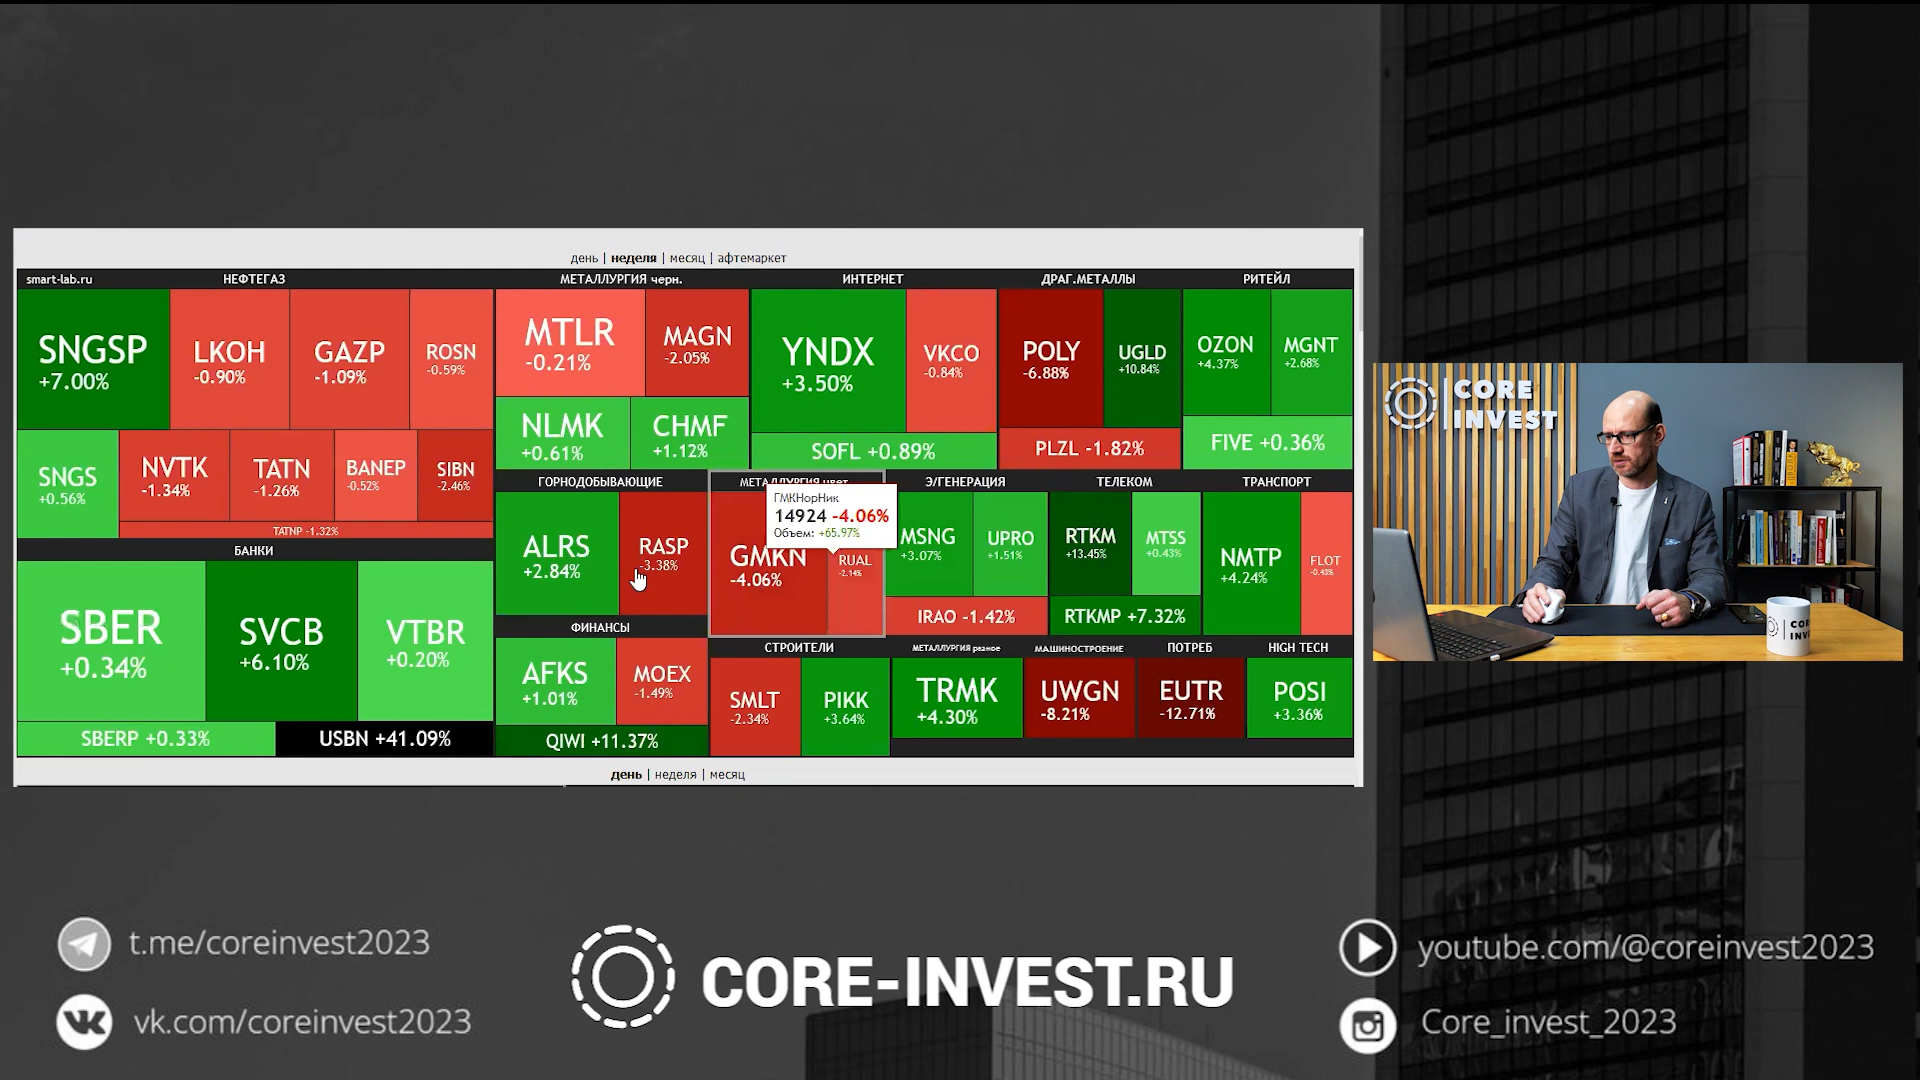 день | неделя | месяц | афтемаркет
smart-lab.ru
НЕФТЕГАЗ
МЕТАЛЛУРГИЯ черн.
ИНТЕРНЕТ
ДРАГ.МЕТАЛЛЫ
РИТЕЙЛ
SNGSP
+7.00%
LKOH
-0.90%
GAZP
-1.09%
ROSN
-0.59%
MTLR
-0.21%
MAGN
-2.05%
YNDX
+3.50%
VKCO
-0.84%
POLY
-6.88%
UGLD
+10.84%
OZON
+4.37%
MGNT
+2.68%
NLMK
+0.61%
CHMF
+1.12%
SOFL +0.89%
PLZL -1.82%
FIVE +0.36%
SNGS
+0.56%
NVTK
-1.34%
TATN
-1.26%
BANEP
-0.52%
SIBN
-2.46%
TATNP -1.32%
ГОРНОДОБЫВАЮЩИЕ
МЕТАЛЛУРГИЯ цвет.
Э/ГЕНЕРАЦИЯ
ТЕЛЕКОМ
ТРАНСПОРТ
ALRS
+2.84%
RASP
-3.38%
ГМКНорНик
14924 -4.06%
Объем: +65.97%
GMKN
-4.06%
RUAL
-2.14%
MSNG
+3.07%
UPRO
+1.51%
RTKM
+13.45%
MTSS
+0.43%
NMTP
+4.24%
FLOT
-0.43%
IRAO -1.42%
RTKMP +7.32%
БАНКИ
SBER
+0.34%
SVCB
+6.10%
VTBR
+0.20%
SBERP +0.33%
USBN +41.09%
ФИНАНСЫ
AFKS
+1.01%
MOEX
-1.49%
QIWI +11.37%
СТРОИТЕЛИ
МЕТАЛЛУРГИЯ разное
МАШИНОСТРОЕНИЕ
ПОТРЕБ
HIGH TECH
SMLT
-2.34%
PIKK
+3.64%
TRMK
+4.30%
UWGN
-8.21%
EUTR
-12.71%
POSI
+3.36%
день | неделя | месяц
CORE
INVEST
t.me/coreinvest2023
vk.com/coreinvest2023
CORE-INVEST.RU
youtube.com/@coreinvest2023
Core_invest_2023